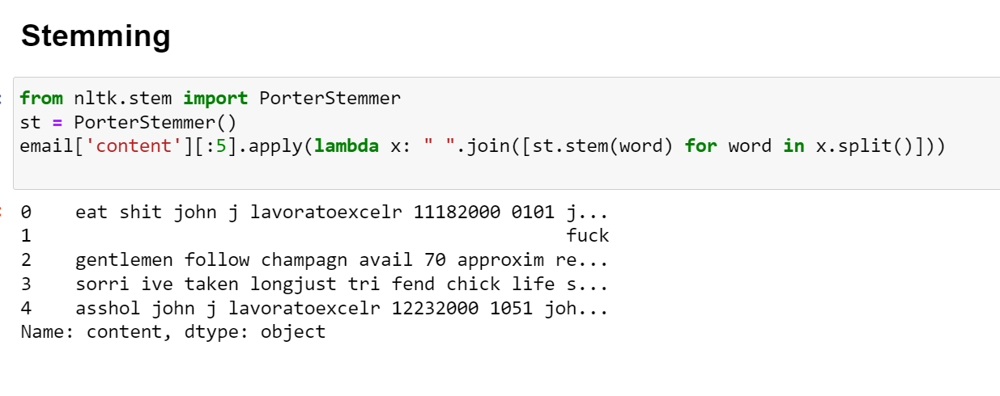 Stemming
from nltk.stem import PorterStemmer
st = PorterStemmer()
email['content'][:5].apply(lambda x: " ".join([st.stem(word) for word in x.split()]))
0    eat shit john j lavoratoexcelr 11182000 0101 j...
1                                                 fuck
2    gentlemen follow champagn avail 70 approxim re...
3    sorri ive taken longjust tri fend chick life s...
4    asshol john j lavoratoexcelr 12232000 1051 joh...
Name: content, dtype: object